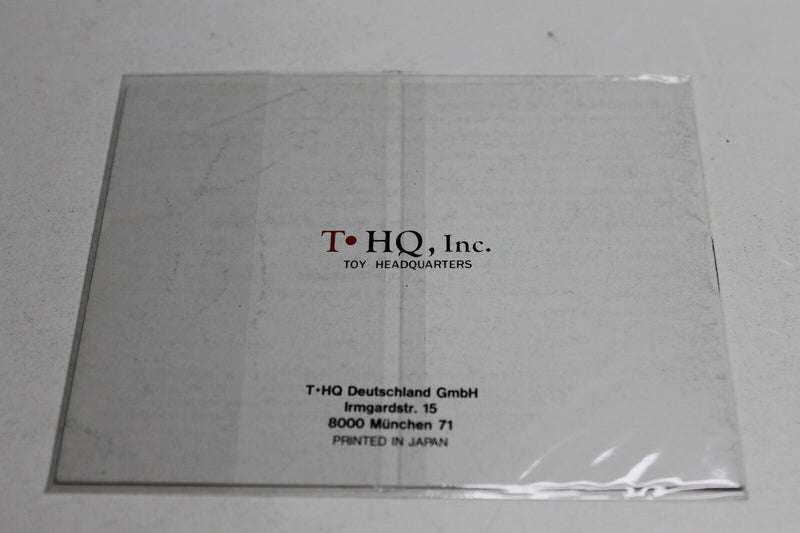 T• HQ, Inc.
TOY HEADQUARTERS
T•HQ Deutschland GmbH
Irmgardstr. 15
8000 München 71
PRINTED IN JAPAN